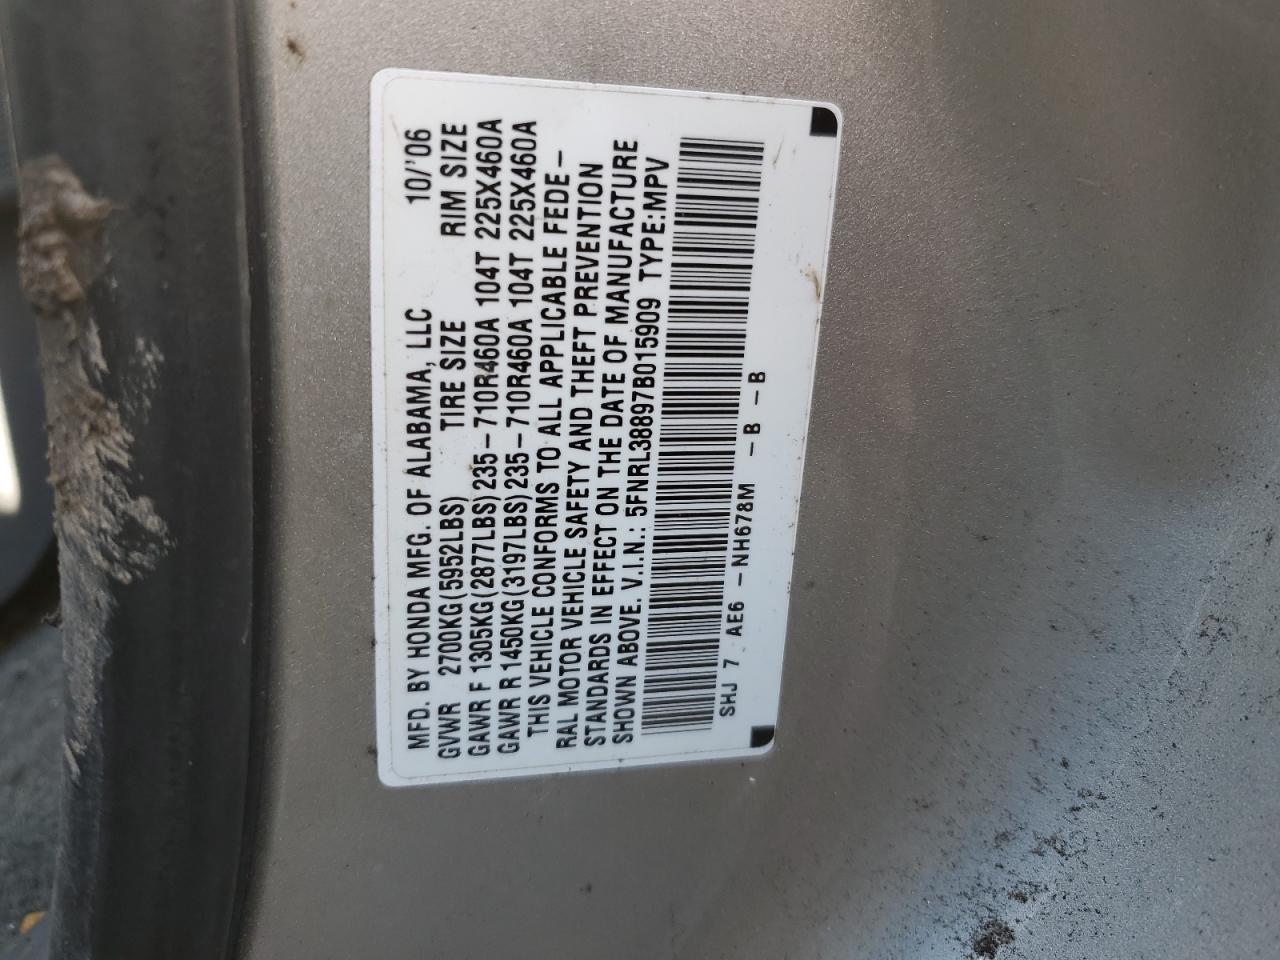 MFD. BY HONDA MFG. OF ALABAMA, LLC 10/'06
GVWR 2700KG(5952LBS) TIRE SIZE RIM SIZE
GAWR F 1305KG(2877LBS)235-710R460A 104T 225X460A
GAWR R 1450KG(3197LBS)235-710R460A 104T 225X460A
THIS VEHICLE CONFORMS TO ALL APPLICABLE FEDE-
RAL MOTOR VEHICLE SAFETY AND THEFT PREVENTION
STANDARDS IN EFFECT ON THE DATE OF MANUFACTURE
SHOWN ABOVE. V.I.N.: 5FNRL38897B015909 TYPE:MPV
SHJ 7 AE6 -NH678M -B -B